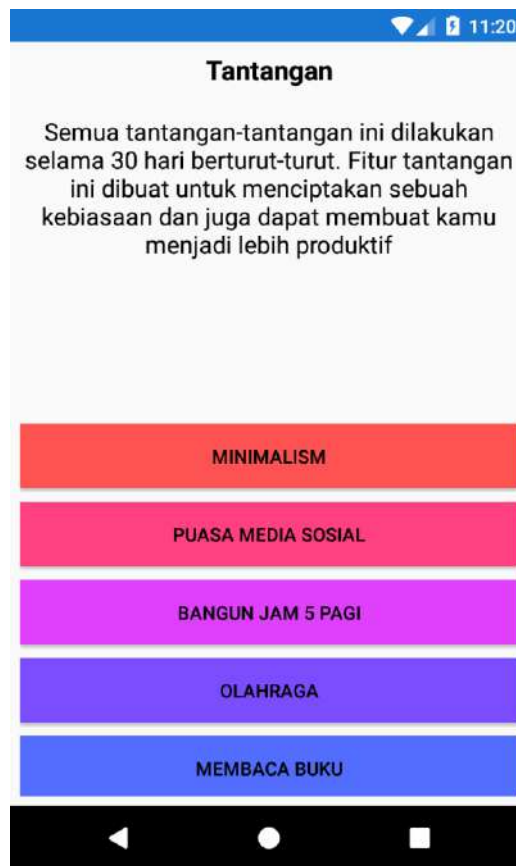 11:20
Tantangan
Semua tantangan-tantangan ini dilakukan
selama 30 hari berturut-turut. Fitur tantangan
ini dibuat untuk menciptakan sebuah
kebiasaan dan juga dapat membuat kamu
menjadi lebih produktif
MINIMALISM
PUASA MEDIA SOSIAL
BANGUN JAM 5 PAGI
OLAHRAGA
MEMBACA BUKU